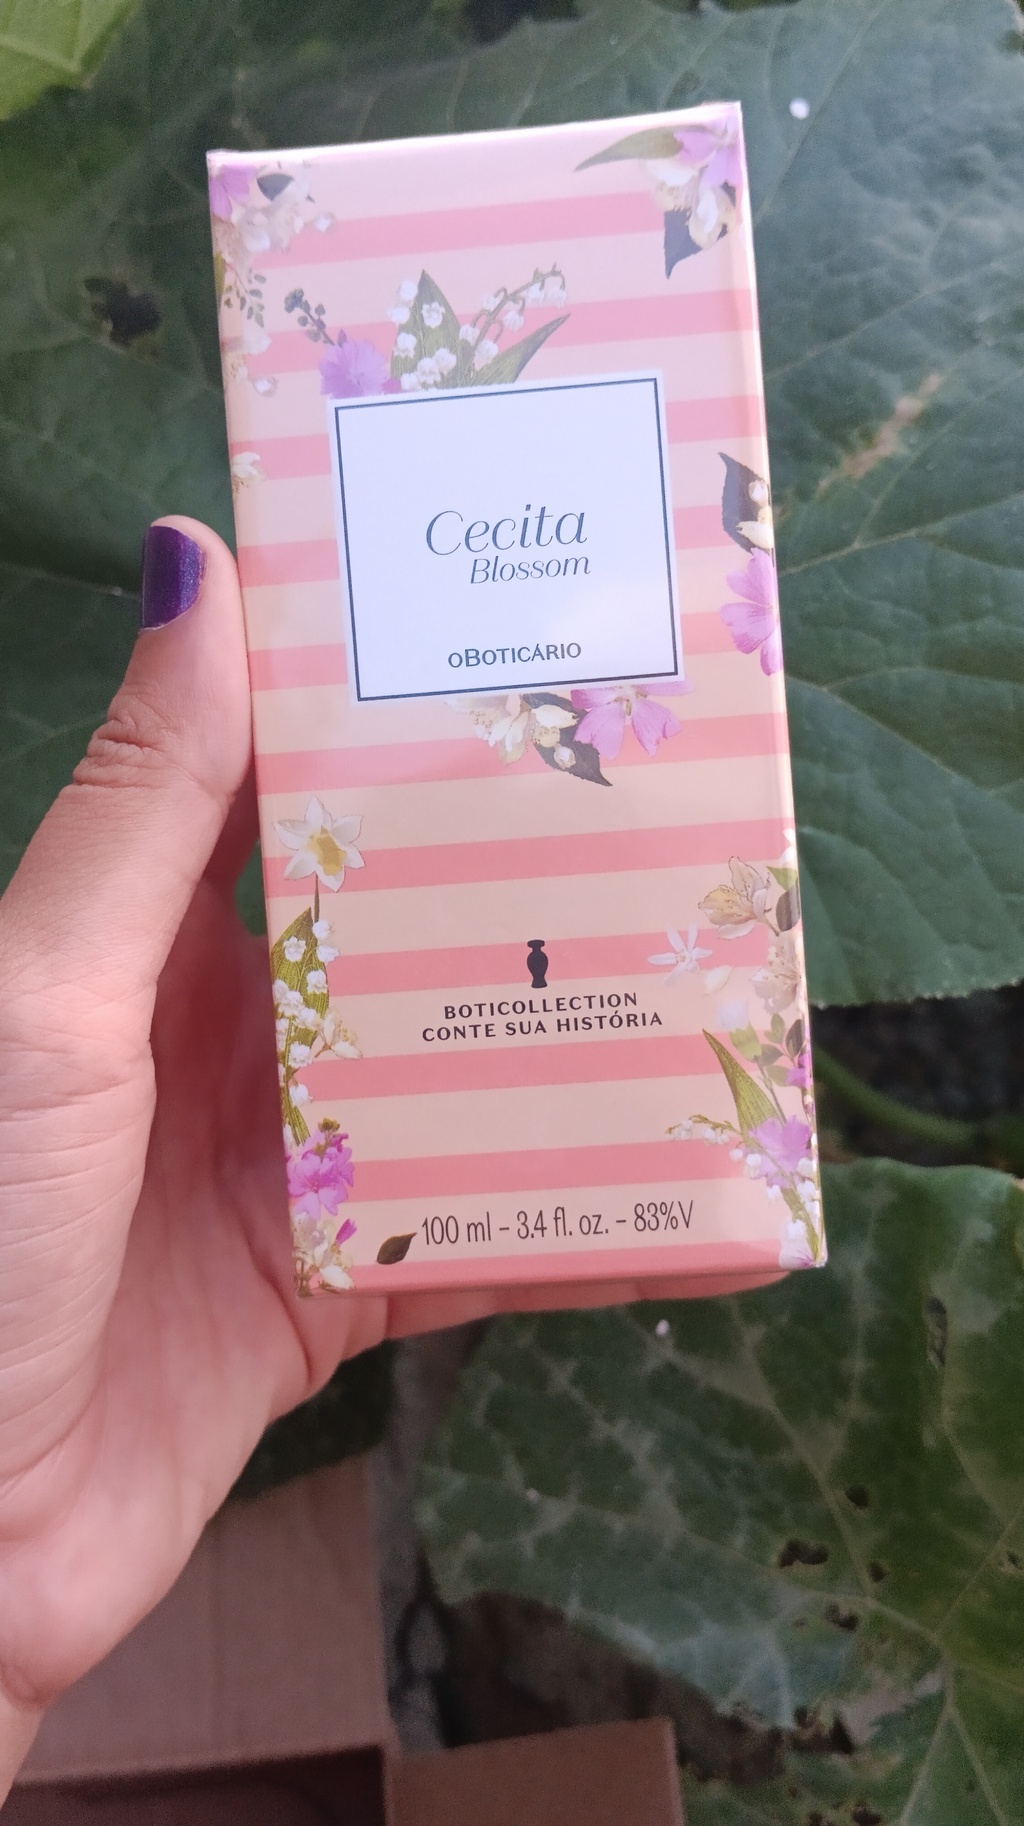 Cecita
Blossom
oBOTICÁRIO
BOTICOLLECTION
CONTE SUA HISTÓRIA
100 ml - 3.4 fl. oz. - 83%V